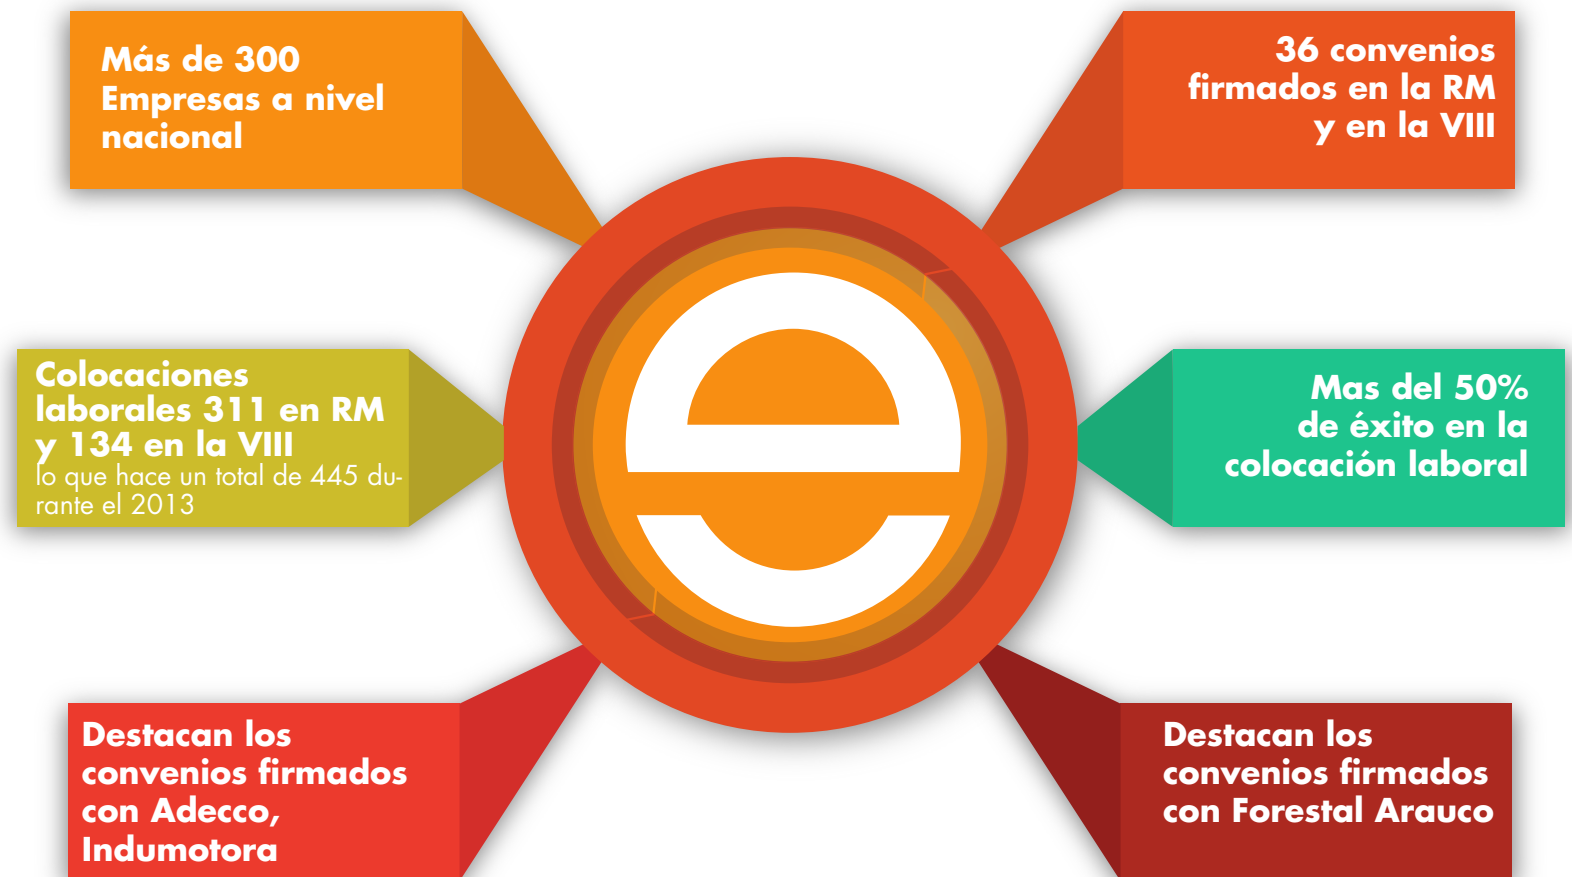 Más de 300
Empresas a nivel
nacional
36 convenios
firmados en la RM
y en la VIII
Colocaciones
laborales 311 en RM
y 134 en la VIII
lo que hace un total de 445 du-
rante el 2013
Mas del 50%
de éxito en la
colocación laboral
e
Destacan los
convenios firmados
con Adecco,
Indumotora
Destacan los
convenios firmados
con Forestal Arauco